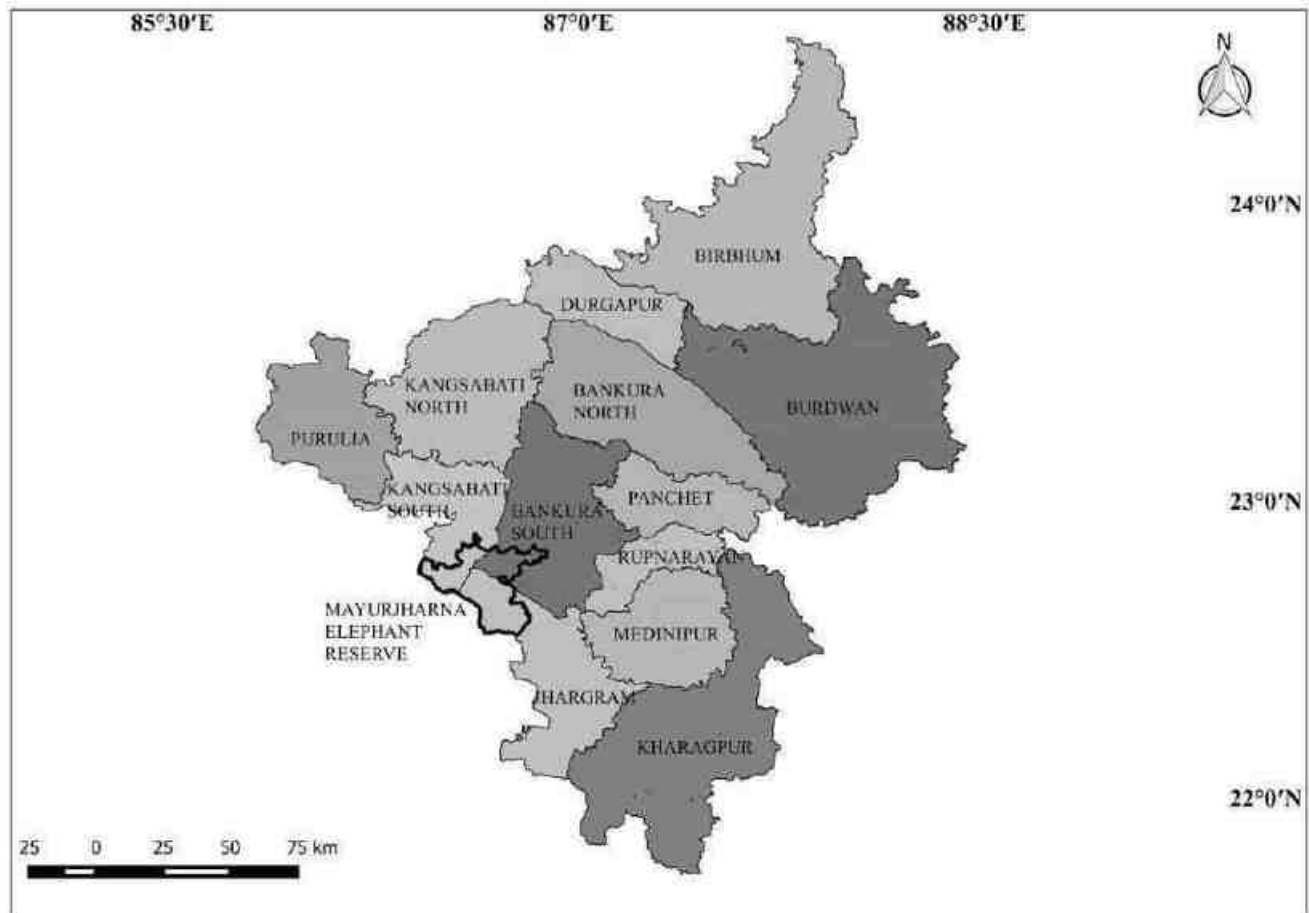 85°30'E 87°0'E 88°30'E
N
24°0'N
BIRBHUM
DURGAPUR
KANGSABATI
NORTH
BANKURA
NORTH
BURDWAN
PURULIA
KANGSABATI
SOUTH
PANCHET
23°0'N
BANKURA
SOUTH
RUPNARAYAN
MAYURJHARNA
ELEPHANT
RESERVE
MEDINIPUR
JHARGRAM
KHARAGPUR
22°0'N
25 0 25 50 75 km